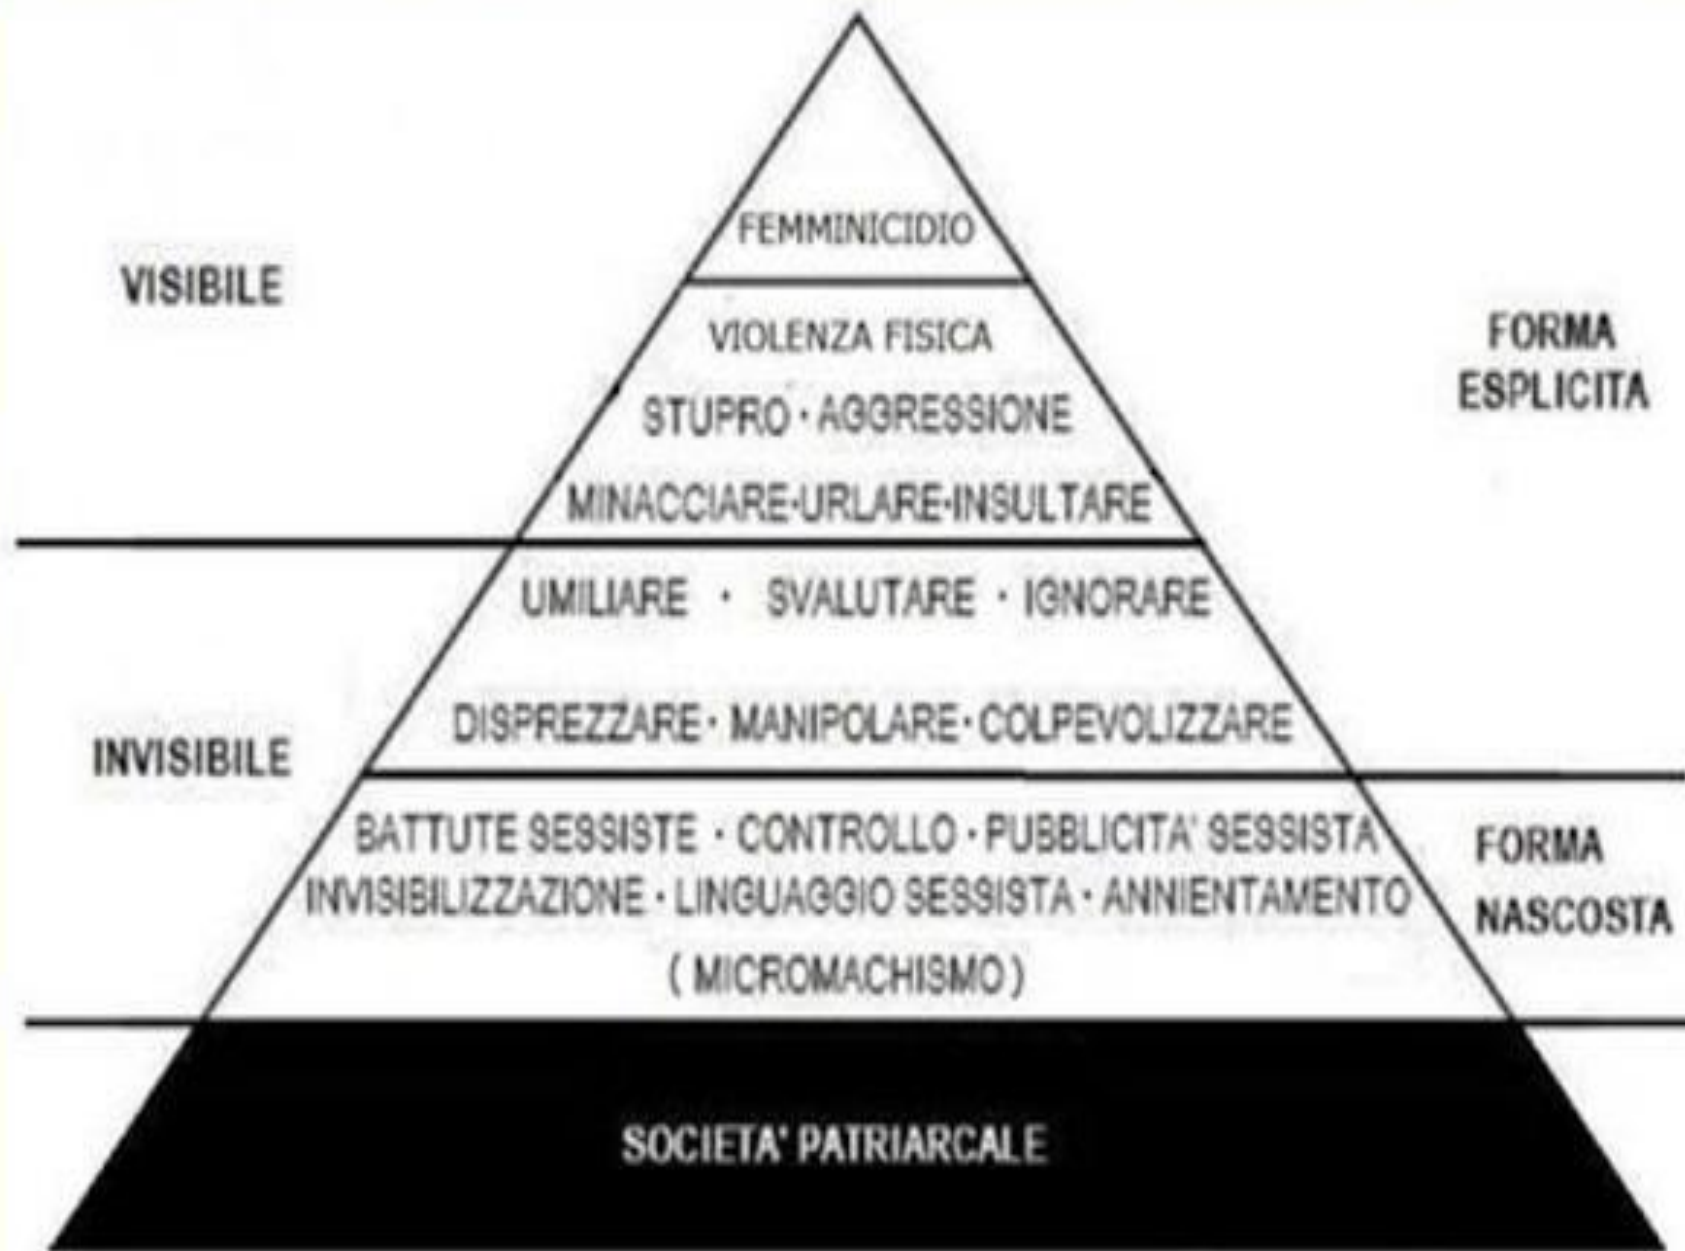 FEMMINICIDIO
VISIBILE
VIOLENZA FISICA
FORMA
ESPLICITA
STUPRO · AGGRESSIONE
MINACCIARE·URLARE·INSULTARE
UMILIARE · SVALUTARE · IGNORARE
DISPREZZARE· MANIPOLARE· COLPEVOLIZZARE
INVISIBILE
BATTUTE SESSISTE · CONTROLLO · PUBBLICITA' SESSISTA
INVISIBILIZZAZIONE · LINGUAGGIO SESSISTA · ANNIENTAMENTO
( MICROMACHISMO )
FORMA
NASCOSTA
SOCIETA' PATRIARCALE